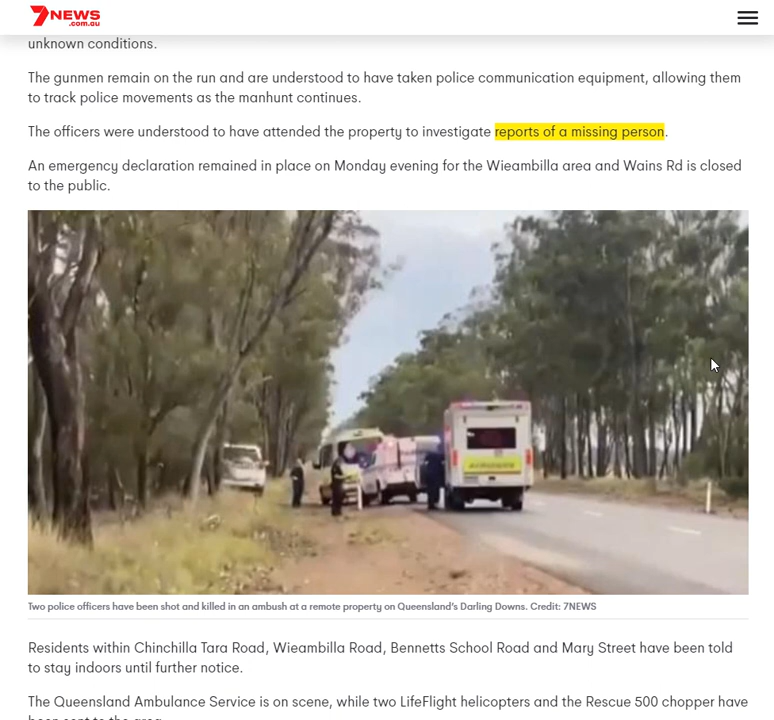 7NEWS
.com.au
unknown conditions.
The gunmen remain on the run and are understood to have taken police communication equipment, allowing them
to track police movements as the manhunt continues.
The officers were understood to have attended the property to investigate reports of a missing person.
An emergency declaration remained in place on Monday evening for the Wieambilla area and Wains Rd is closed
to the public.
Two police officers have been shot and killed in an ambush at a remote property on Queensland's Darling Downs. Credit: 7NEWS
Residents within Chinchilla Tara Road, Wieambilla Road, Bennetts School Road and Mary Street have been told
to stay indoors until further notice.
The Queensland Ambulance Service is on scene, while two LifeFlight helicopters and the Rescue 500 chopper have
been sent to the area.